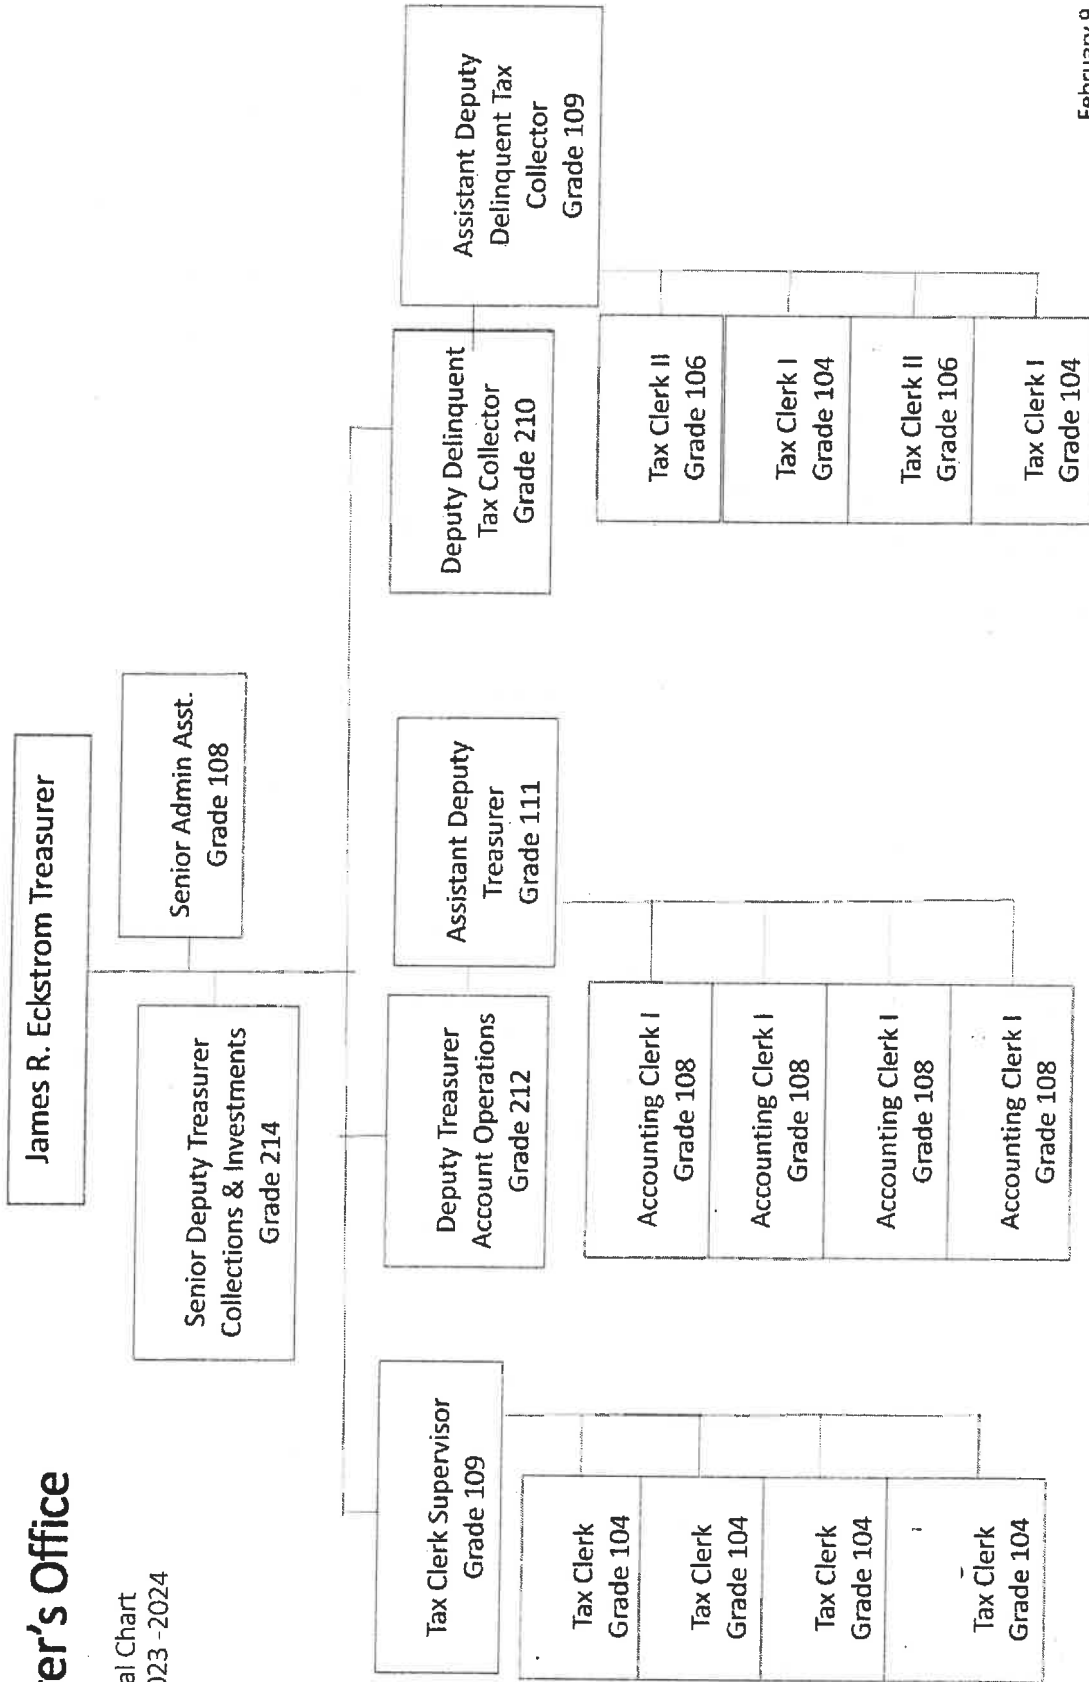 er's Office
al Chart
023 -2024
James R. Eckstrom Treasurer
Senior Deputy Treasurer
Collections & Investments
Grade 214
Senior Admin Asst.
Grade 108
Tax Clerk Supervisor
Grade 109
Tax Clerk
Grade 104
Tax Clerk
Grade 104
Tax Clerk
Grade 104
Tax Clerk
Grade 104
Deputy Treasurer
Account Operations
Grade 212
Assistant Deputy
Treasurer
Grade 111
Accounting Clerk I
Grade 108
Accounting Clerk I
Grade 108
Accounting Clerk I
Grade 108
Accounting Clerk I
Grade 108
Deputy Delinquent
Tax Collector
Grade 210
Assistant Deputy
Delinquent Tax
Collector
Grade 109
Tax Clerk II
Grade 106
Tax Clerk I
Grade 104
Tax Clerk II
Grade 106
Tax Clerk I
Grade 104
February 9